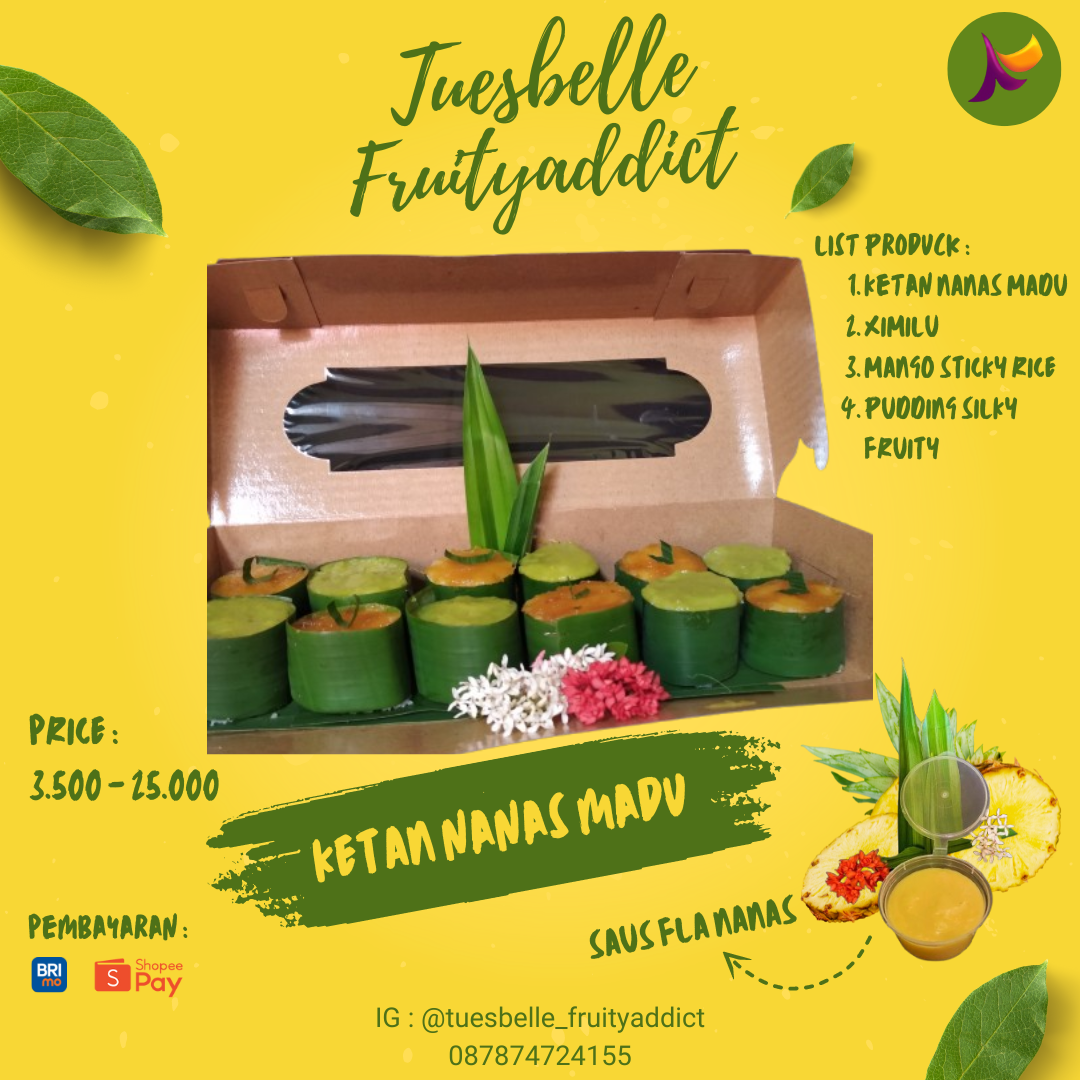 Tuesbelle
Fruityaddict
LIST PRODUCK :
1. KETAN NANAS MADU
2. XIMILU
3. MANGO STICKY RICE
4. PUDDING SILKY
FRUITY
PRICE :
3.500 - 25.000
KETAN NANAS MADU
SAUS FLA NANAS
PEMBAYARAN :
BRI
mo
S Shopee
Pay
IG : @tuesbelle_fruityaddict
087874724155